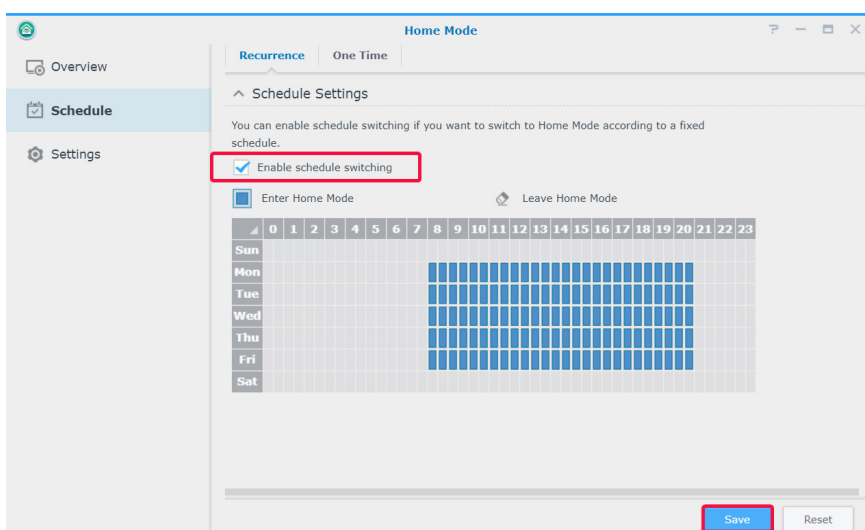 Home Mode
Overview
Schedule
Settings
Recurrence One Time
Schedule Settings
You can enable schedule switching if you want to switch to Home Mode according to a fixed
schedule.
Enable schedule switching
Enter Home Mode Leave Home Mode
0 1 2 3 4 5 6 7 8 9 10 11 12 13 14 15 16 17 18 19 20 21 22 23
Sun
Mon
Tue
Wed
Thu
Fri
Sat
Save Reset